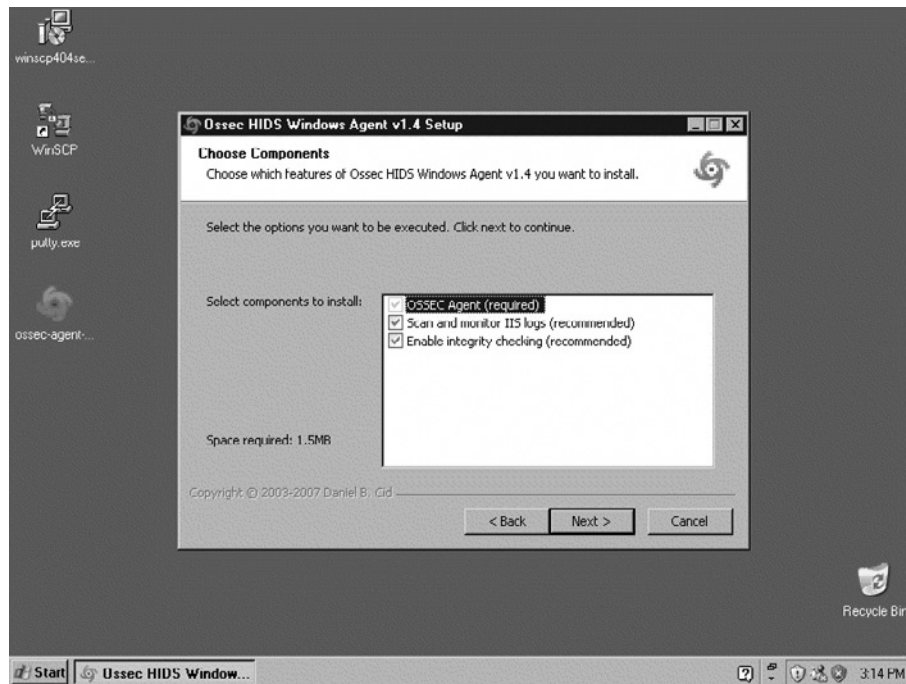 winscp404se...
WinSCP
putty.exe
ossec-agent-...
Ossec HIDS Windows Agent v1.4 Setup
Choose Components
Choose which features of Ossec HIDS Windows Agent v1.4 you want to install.
Select the options you want to be executed. Click next to continue.
Select components to install:
OSSEC Agent (required)
Scan and monitor IIS logs (recommended)
Enable integrity checking (recommended)
Space required: 1.5MB
Copyright © 2003-2007 Daniel B. Cid
< Back
Next >
Cancel
Recycle Bin
Start
Ossec HIDS Window...
3:14 PM